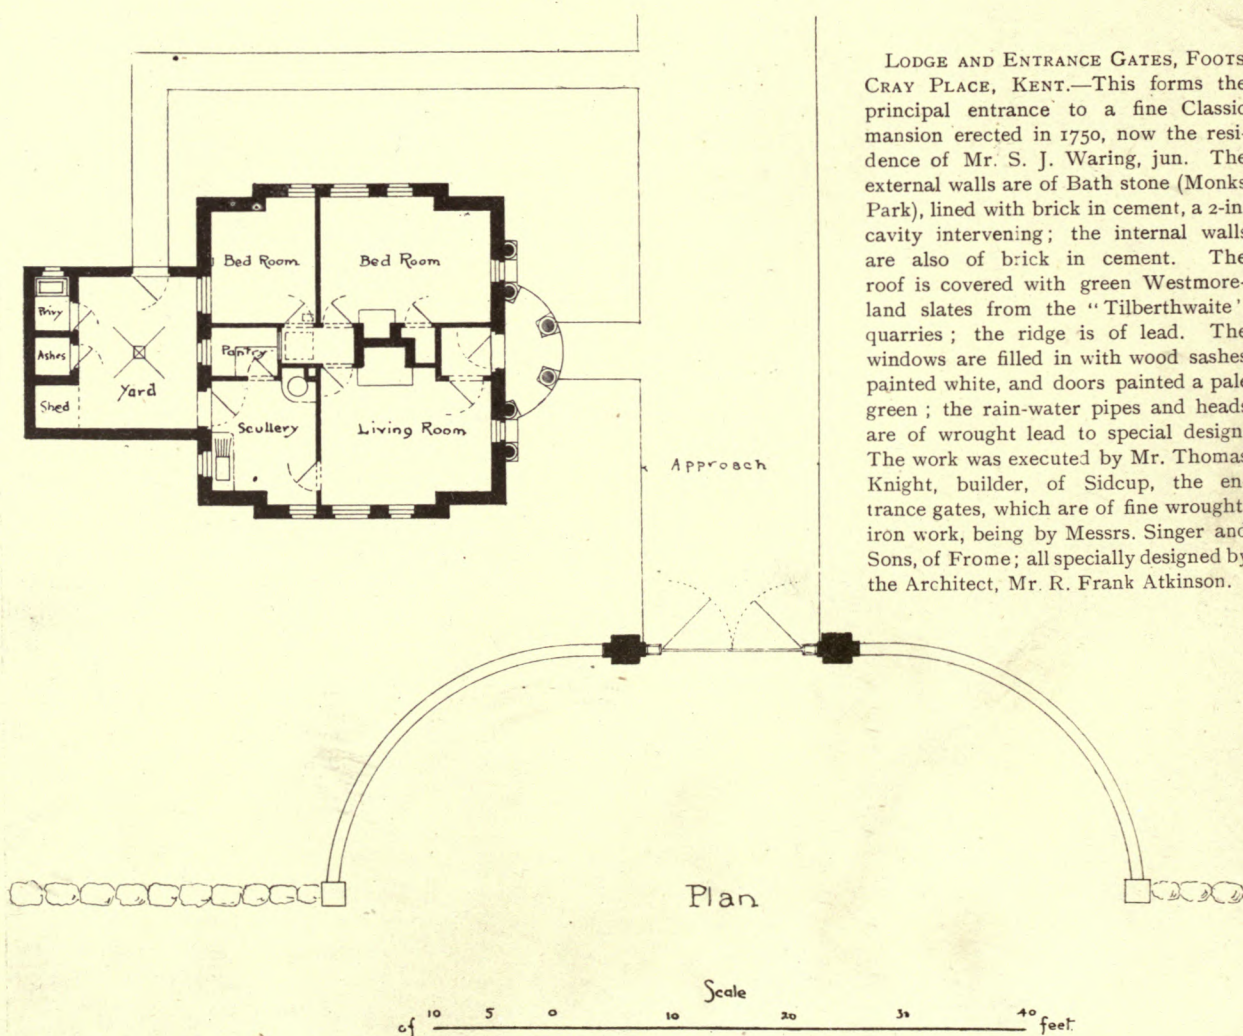 LODGE AND ENTRANCE GATES, FOOTS
CRAY PLACE, KENT.—This forms the
principal entrance to a fine Classic
mansion erected in 1750, now the resi-
dence of Mr. S. J. Waring, jun. The
external walls are of Bath stone (Monks
Park), lined with brick in cement, a 2-in.
cavity intervening; the internal walls
are also of brick in cement. The
roof is covered with green Westmore-
land slates from the "Tilberthwaite"
quarries; the ridge is of lead. The
windows are filled in with wood sashes
painted white, and doors painted a pale
green; the rain-water pipes and heads
are of wrought lead to special design.
The work was executed by Mr. Thomas
Knight, builder, of Sidcup, the en-
trance gates, which are of fine wrought-
iron work, being by Messrs. Singer and
Sons, of Frome; all specially designed by
the Architect, Mr. R. Frank Atkinson.
Bed Room
Bed Room
Privy
Ashes
Shed
Yard
Pantry
Scullery
Living Room
Approach
Plan
Scale
of 10 5 0 10 20 30 40 feet.